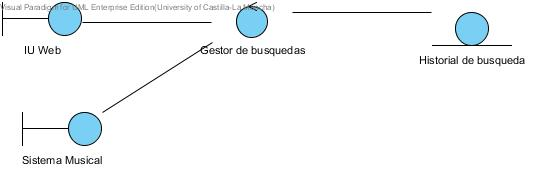 Visual Paradigm for UML Enterprise Edition(University of Castilla-La Mancha)
IU Web
Gestor de busquedas
Historial de busqueda
Sistema Musical